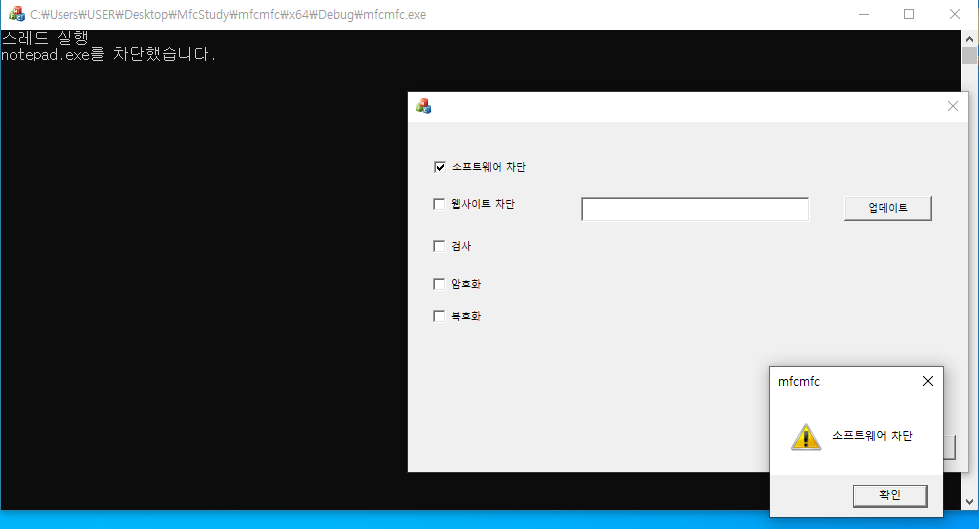 C:₩Users₩USER₩Desktop₩MfcStudy₩mfcmfc₩x64₩Debug₩mfcmfc.exe
스레드 실행
notepad.exe를 차단했습니다.
소프트웨어 차단
웹사이트 차단
업데이트
검사
암호화
복호화
mfcmfc
소프트웨어 차단
확인